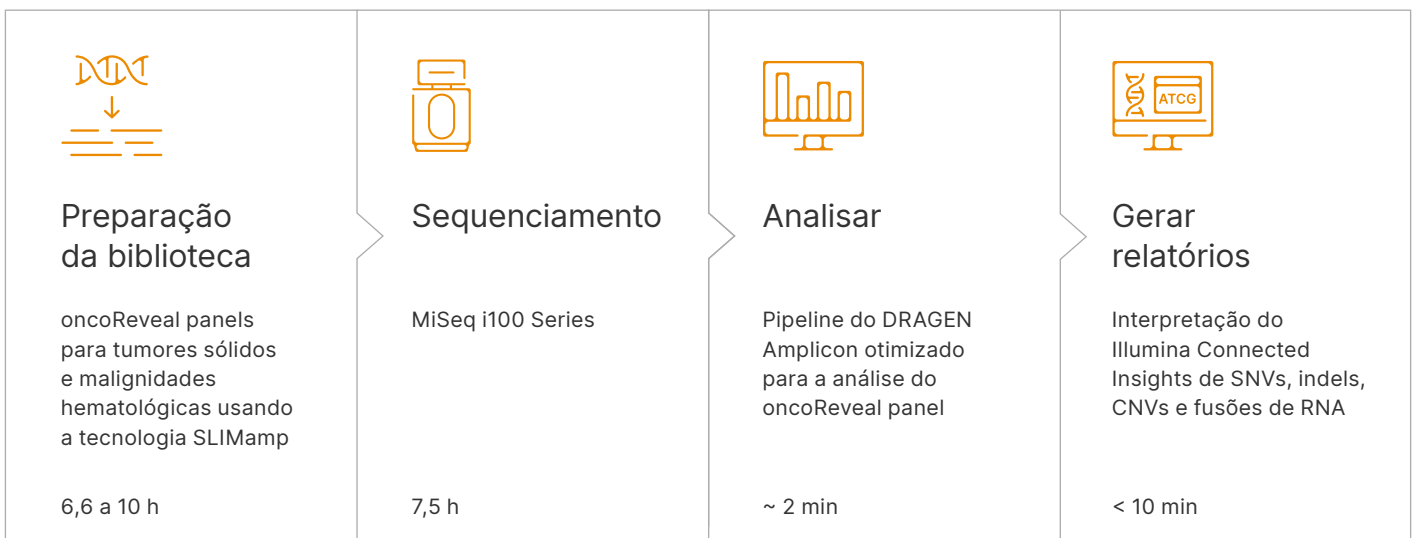 ATCG
Preparação
da biblioteca
oncoReveal panels
para tumores sólidos
e malignidades
hematológicas usando
a tecnologia SLIMamp
6,6 a 10 h
Sequenciamento
MiSeq i100 Series
7,5 h
Analisar
Pipeline do DRAGEN
Amplicon otimizado
para a análise do
oncoReveal panel
~ 2 min
Gerar
relatórios
Interpretação do
Illumina Connected
Insights de SNVs, indels,
CNVs e fusões de RNA
< 10 min